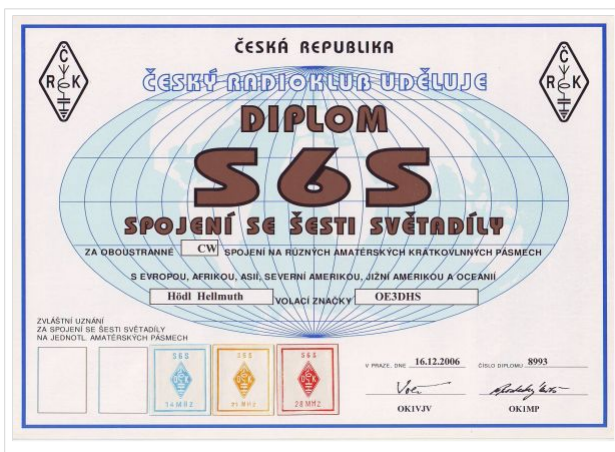 ČESKÁ REPUBLIKA
Č
R K
Č
R K
ČESKÝ RADIOKLUB UDĚLUJE
DIPLOM
S6S
SPOJENÍ SE ŠESTI SVĚTADÍLY
ZA OBOUSTRANNÉ CW SPOJENÍ NA RŮZNÝCH AMATÉRSKÝCH KRÁTKOVLNNÝCH PÁSMECH
S EVROPOU, AFRIKOU, ASIÍ, SEVERNÍ AMERIKOU, JIŽNÍ AMERIKOU A OCEÁNIÍ
Hödl Hellmuth VOLACÍ ZNAČKY OE3DHS
ZVLÁŠTNÍ UZNÁNÍ
ZA SPOJENÍ SE ŠESTI SVĚTADÍLY
NA JEDNOTL. AMATÉRSKÝCH PÁSMECH
S6S S6S S6S
14 MHz 21 MHz 28 MHz
V PRAZE, DNE 16.12.2006 ČÍSLO DIPLOMU 8993
OK1VJV OK1MP